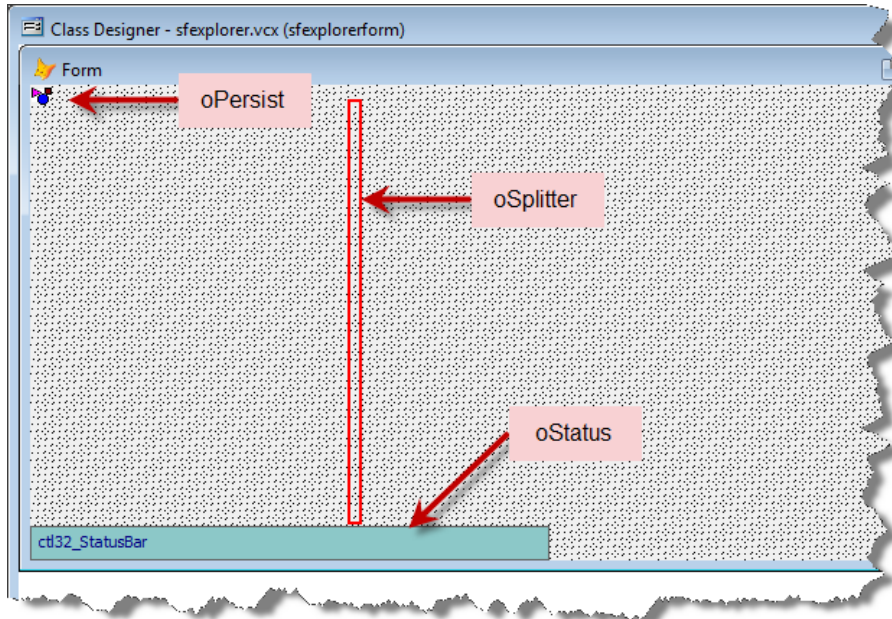 Class Designer - sfexplorer.vcx (sfexplorerform)
Form
oPersist
oSplitter
oStatus
ctl32_StatusBar